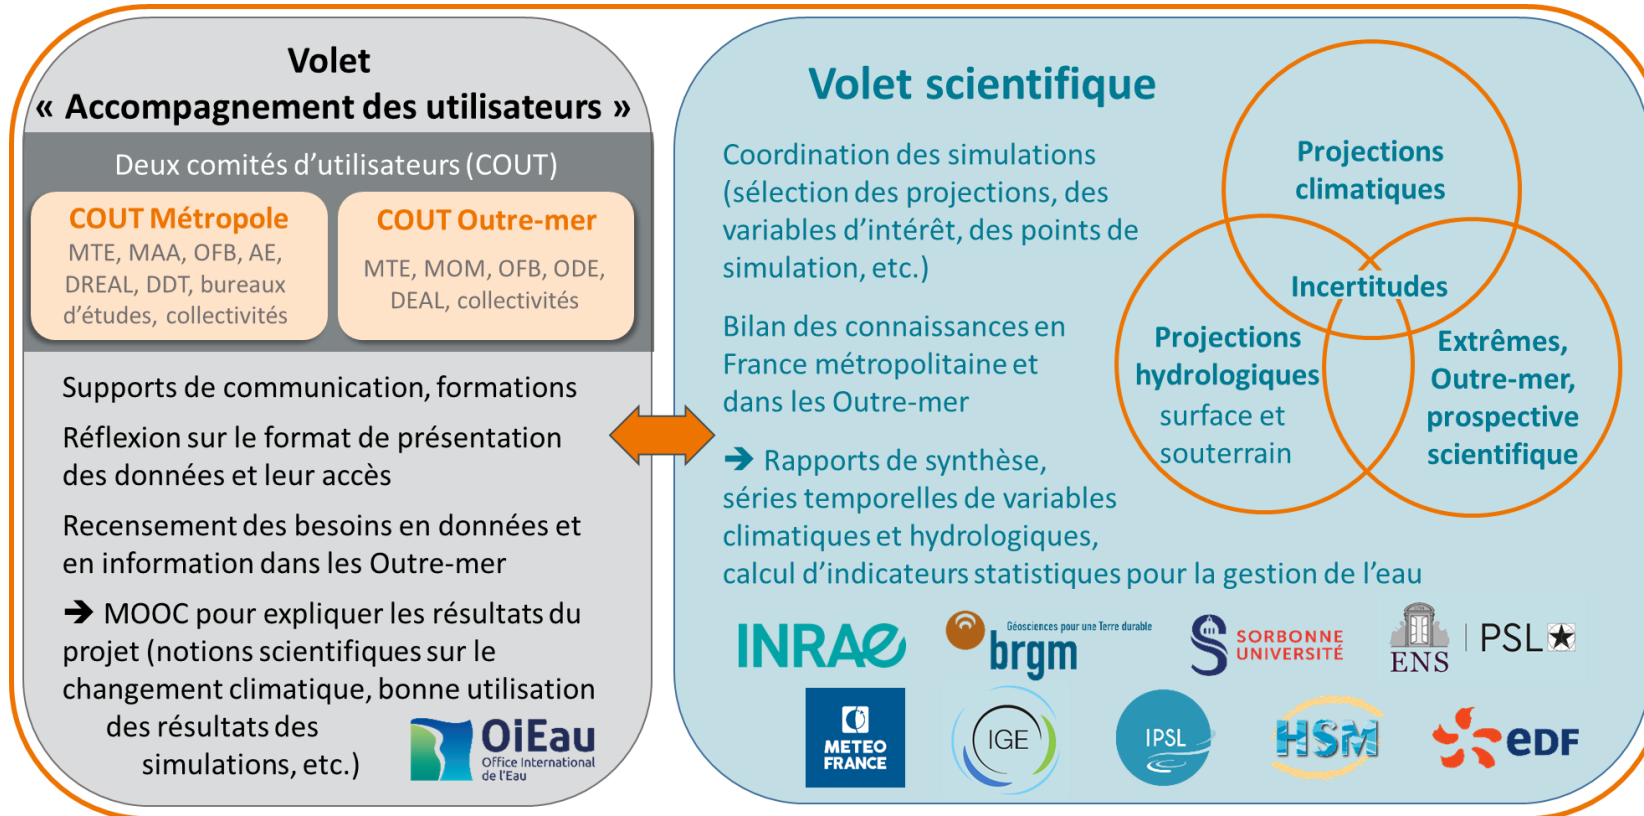 Volet
« Accompagnement des utilisateurs »
Deux comités d’utilisateurs (COUT)
COUT Métropole
MTE, MAA, OFB, AE,
DREAL, DDT, bureaux
d’études, collectivités
COUT Outre-mer
MTE, MOM, OFB, ODE,
DEAL, collectivités
Supports de communication, formations
Réflexion sur le format de présentation
des données et leur accès
Recensement des besoins en données et
en information dans les Outre-mer
➔ MOOC pour expliquer les résultats du
projet (notions scientifiques sur le
changement climatique, bonne utilisation
des résultats des
simulations, etc.)
OiEau
Office International
de l’Eau
Volet scientifique
Coordination des simulations
(sélection des projections, des
variables d’intérêt, des points de
simulation, etc.)
Bilan des connaissances en
France métropolitaine et
dans les Outre-mer
➔ Rapports de synthèse,
séries temporelles de variables
climatiques et hydrologiques,
calcul d’indicateurs statistiques pour la gestion de l’eau
Projections
climatiques
Incertitudes
Projections
hydrologiques
surface et
souterrain
Extrêmes,
Outre-mer,
prospective
scientifique
INRAE
Géosciences pour une Terre durable
brgm
SORBONNE
UNIVERSITÉ
ENS
PSL
METEO
FRANCE
IGE
IPSL
HSM
eDF